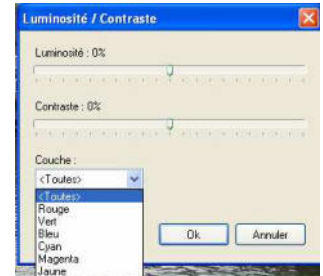 Luminosité / Contraste
Luminosité : 0%
Contraste : 0%
Couche :
<Toutes>
<Toutes>
Rouge
Vert
Bleu
Cyan
Magenta
Jaune
Ok
Annuler